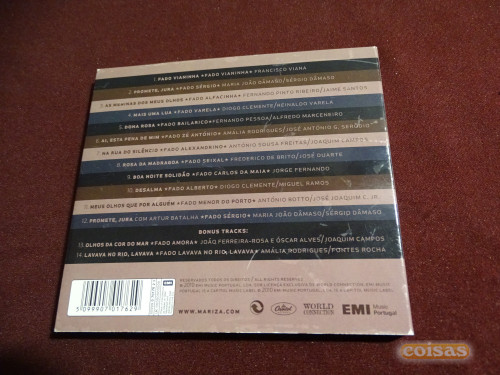 1. FADO VIANINHA • FADO VIANINHA • FRANCISCO VIANA
2. PROMETE, JURA • FADO SÉRGIO • MARIA JOÃO DÂMASO/SÉRGIO DÂMASO
3. AS MENINAS DOS MEUS OLHOS • FADO ALFACINHA • FERNANDO PINTO RIBEIRO/JAIME SANTOS
4. MAIS UMA LUA • FADO VARELA • DIOGO CLEMENTE/REINALDO VARELA
5. DONA ROSA • FADO BAILARICO • FERNANDO PESSOA/ALFREDO MARCENEIRO
6. AI, ESTA PENA DE MIM • FADO ZÉ ANTÓNIO • AMÁLIA RODRIGUES/JOSÉ ANTÓNIO G. SERÔDIO
7. NA RUA DO SILÊNCIO • FADO ALEXANDRINO • ANTÓNIO SOUSA FREITAS/JOAQUIM CAMPOS
8. ROSA DA MADRAGOA • FADO SEIXAL • FREDERICO DE BRITO/JOSÉ DUARTE
9. BOA NOITE SOLIDÃO • FADO CARLOS DA MAIA • JORGE FERNANDO
10. DESALMA • FADO ALBERTO • DIOGO CLEMENTE/MIGUEL RAMOS
11. MEUS OLHOS QUE POR ALGUÉM • FADO MENOR DO PORTO • ANTÓNIO BOTTO/JOSÉ JOAQUIM C. JR.
12. PROMETE, JURA COM ARTUR BATALHA • FADO SÉRGIO • MARIA JOÃO DÂMASO/SÉRGIO DÂMASO
BONUS TRACKS:
13. OLHOS DA COR DO MAR • FADO AMORA • JOÃO FERREIRA-ROSA E ÓSCAR ALVES/JOAQUIM CAMPOS
14. LAVAVA NO RIO, LAVAVA • FADO LAVAVA NO RIO, LAVAVA • AMÁLIA RODRIGUES/FONTES ROCHA
5 099907 017629
WWW.MARIZA.COM
Capitol
WORLD CONNECTION
EMI Music Portugal
coisas